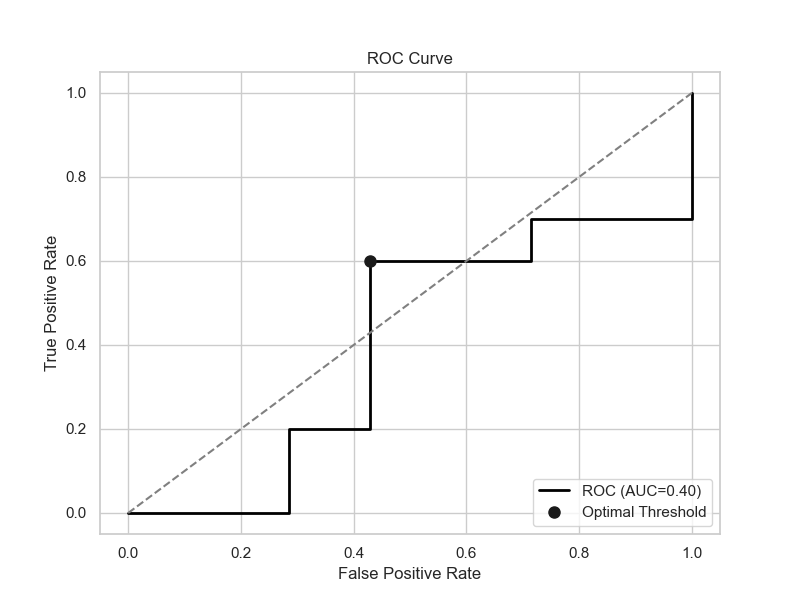 ROC Curve
True Positive Rate
1.0
0.8
0.6
0.4
0.2
0.0
0.0 0.2 0.4 0.6 0.8 1.0
False Positive Rate
ROC (AUC=0.40)
Optimal Threshold